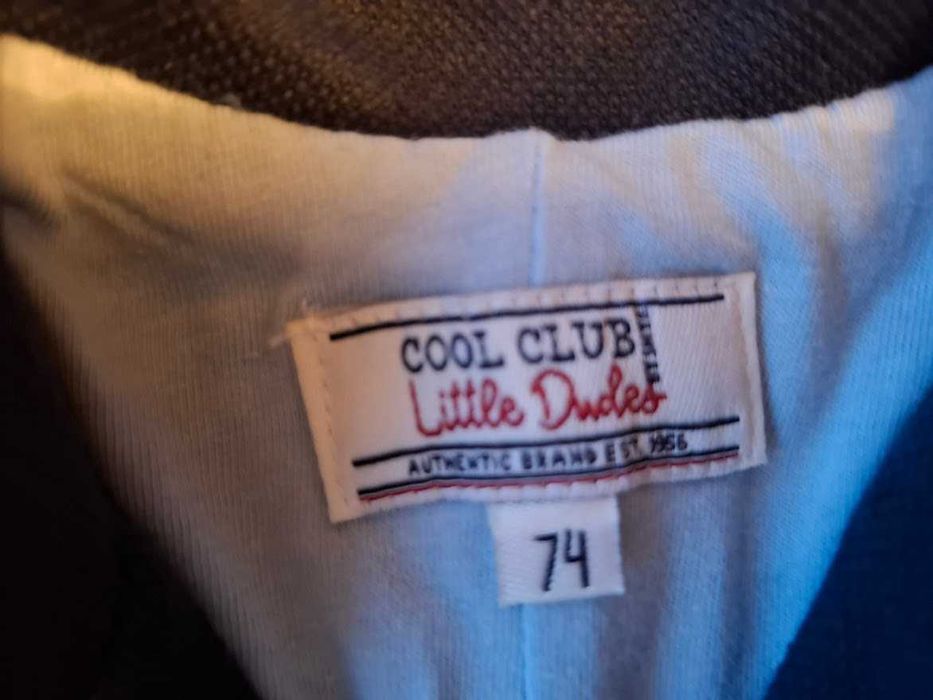 COOL CLUB
Little Dudes
AUTHENTIC BRAND EST. 1956
74